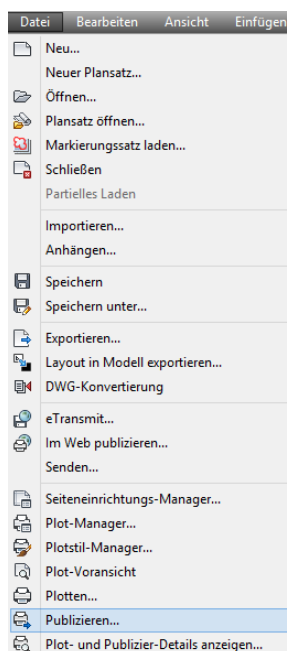 Datei Bearbeiten Ansicht Einfügen
Neu...
Neuer Plansatz...
Öffnen...
Plansatz öffnen...
Markierungssatz laden...
Schließen
Partielles Laden
Importieren...
Anhängen...
Speichern
Speichern unter...
Exportieren...
Layout in Modell exportieren...
DWG-Konvertierung
eTransmit...
Im Web publizieren...
Senden...
Seiteneinrichtungs-Manager...
Plot-Manager...
Plotstil-Manager...
Plot-Voransicht
Plotten...
Publizieren...
Plot- und Publizier-Details anzeigen...